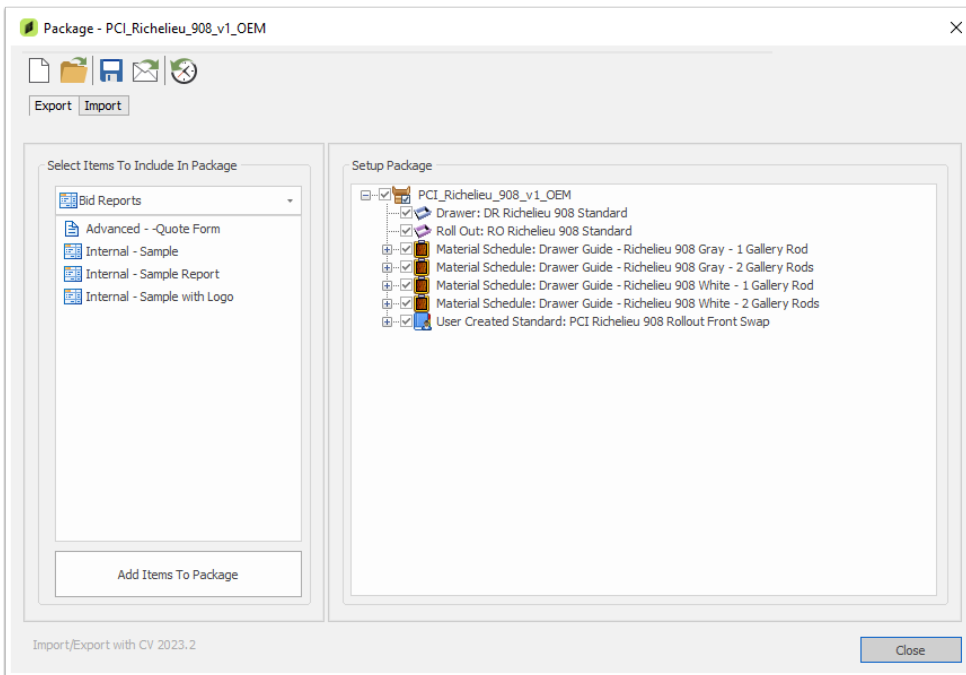 Package - PCI_Richelieu_908_v1_OEM
Export Import
Select Items To Include In Package
Bid Reports
Advanced - -Quote Form
Internal - Sample
Internal - Sample Report
Internal - Sample with Logo
Add Items To Package
Setup Package
PCI_Richelieu_908_v1_OEM
Drawer: DR Richelieu 908 Standard
Roll Out: RO Richelieu 908 Standard
Material Schedule: Drawer Guide - Richelieu 908 Gray - 1 Gallery Rod
Material Schedule: Drawer Guide - Richelieu 908 Gray - 2 Gallery Rods
Material Schedule: Drawer Guide - Richelieu 908 White - 1 Gallery Rod
Material Schedule: Drawer Guide - Richelieu 908 White - 2 Gallery Rods
User Created Standard: PCI Richelieu 908 Rollout Front Swap
Import/Export with CV 2023.2
Close